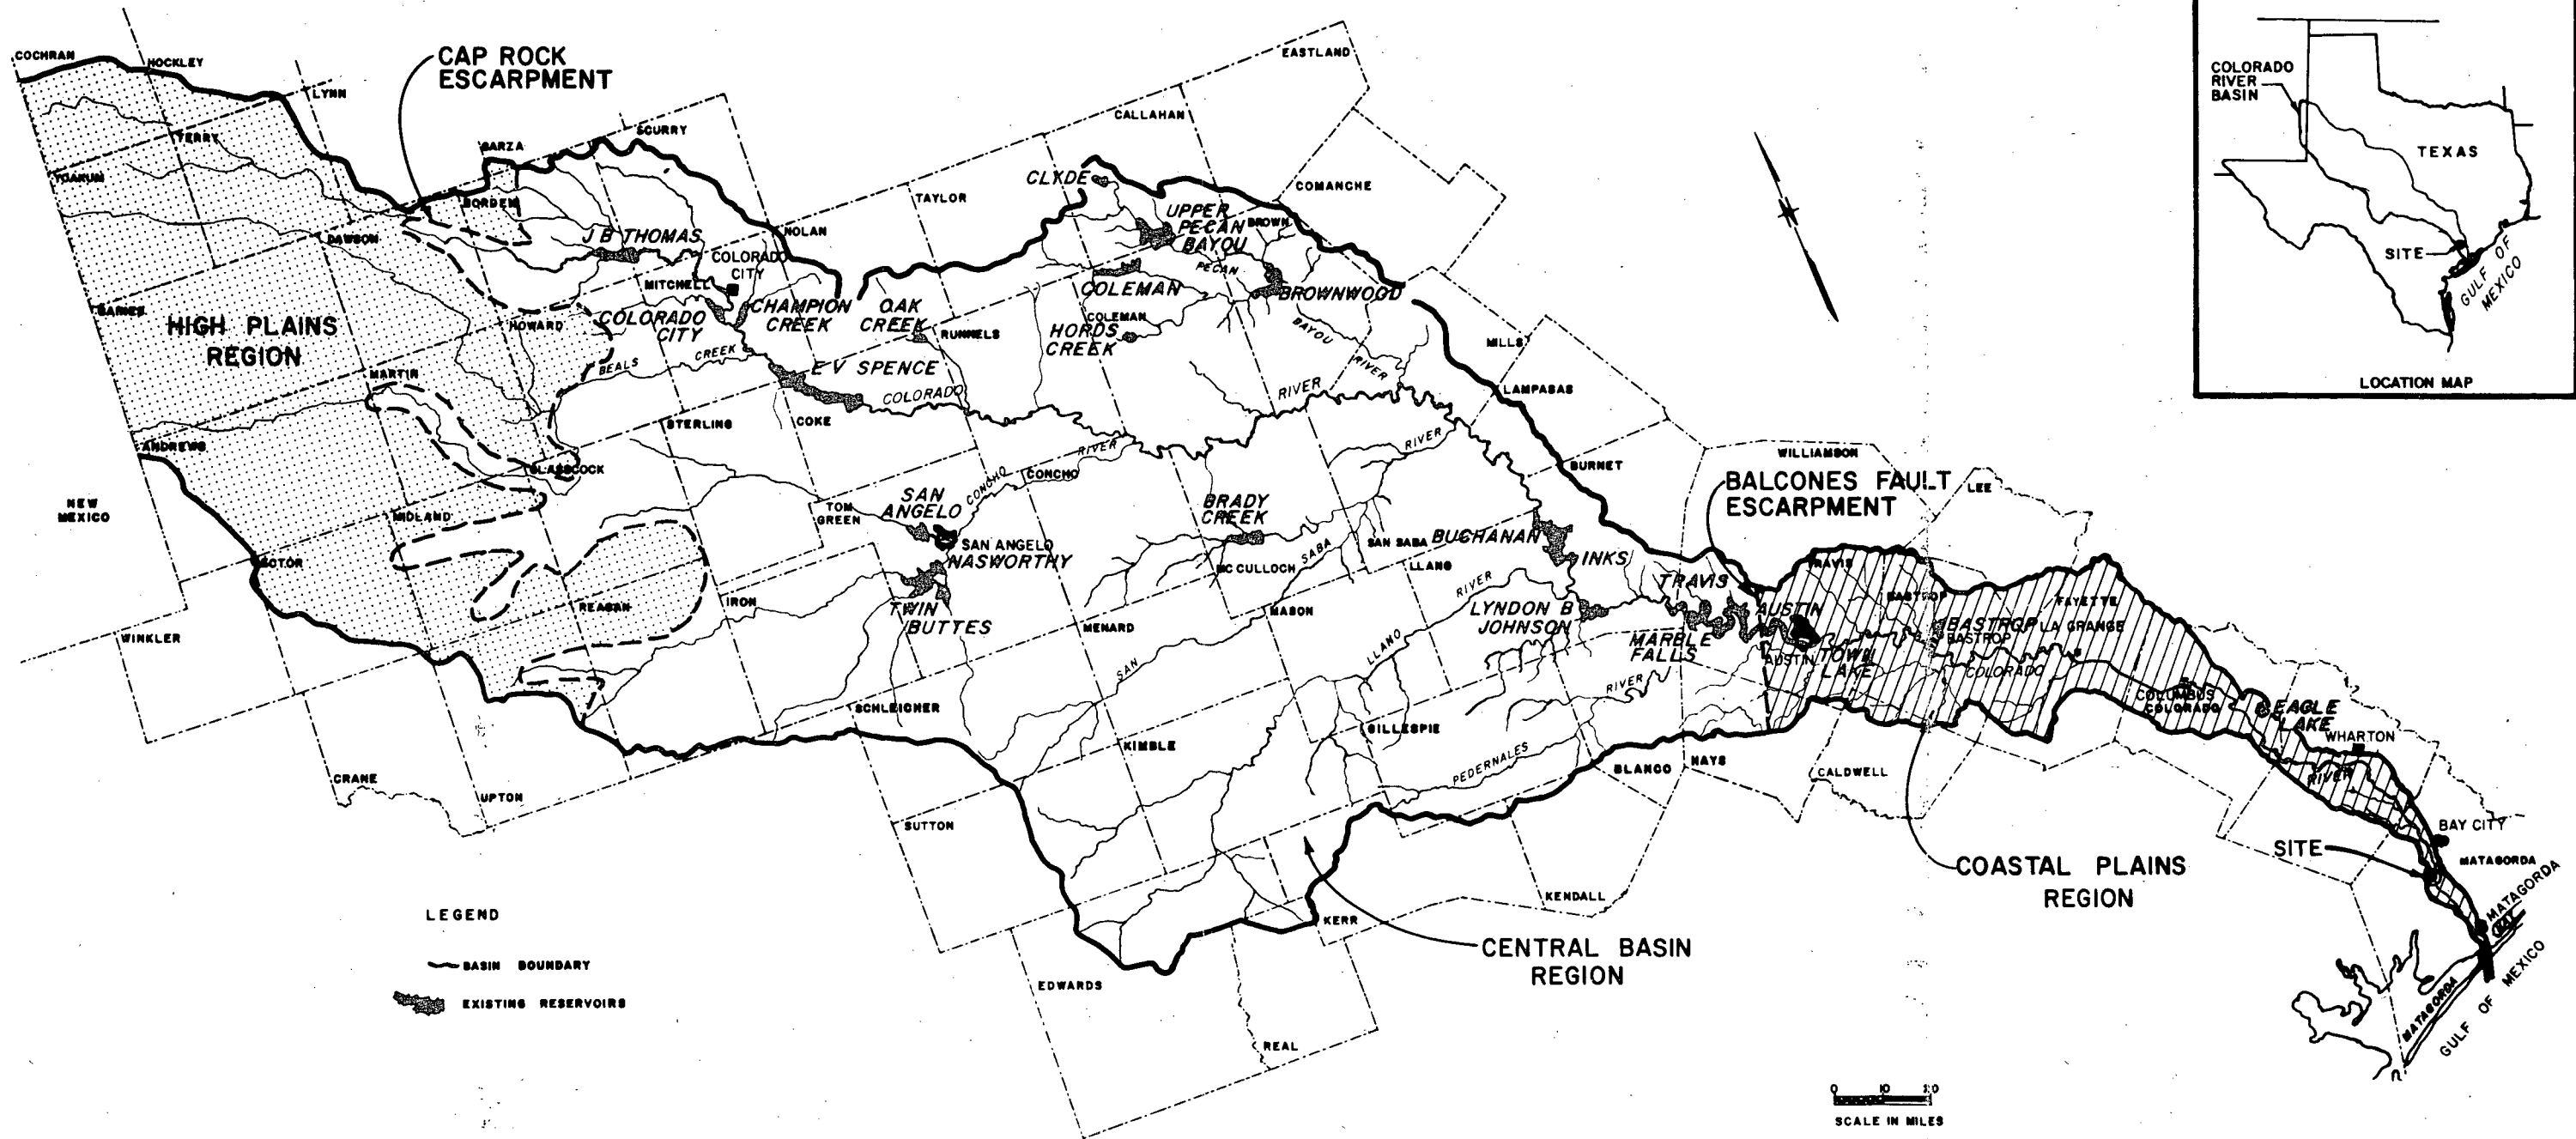 CAP ROCK
ESCARPMENT
COCHRAN
HOCKLEY
LYNN
TERRY
YOAKUM
GARZA
SCURRY
BORDEN
DAWSON
GAINES
HIGH PLAINS
REGION
HOWARD
MARTIN
ANDREWS
GLASSCOCK
NEW
MEXICO
MIDLAND
ECTOR
REAGAN
WINKLER
CRANE
UPTON
J B THOMAS
COLORADO
CITY
MITCHELL
NOLAN
COLORADO
CITY
CHAMPION
CREEK
OAK
CREEK
RUNNELS
BEALS
CREEK
E V SPENCE
COLORADO
RIVER
STERLING
COKE
TAYLOR
CALLAHAN
EASTLAND
CLYDE
COMANCHE
UPPER
PECAN
BAYOU
BROWN
PECAN
COLEMAN
COLEMAN
HORDS
CREEK
BROWNWOOD
BAYOU
RIVER
MILLS
LAMPASAS
BURNET
TOM
GREEN
SAN
ANGELO
CONCHO
RIVER
CONCHO
SAN ANGELO
NASWORTHY
TWIN
BUTTES
IRON
SCHLEICHER
SUTTON
BRADY
CREEK
MC CULLOCH
SAN
SABA
RIVER
SAN SABA
MENARD
MASON
KIMBLE
LLANO
LLANO
RIVER
BUCHANAN
INKS
LYNDON B
JOHNSON
MARBLE
FALLS
TRAVIS
GILLESPIE
PEDERNALES
RIVER
BLANCO
HAYS
CALDWELL
KENDALL
KERR
EDWARDS
REAL
CENTRAL BASIN
REGION
WILLIAMSON
BALCONES FAULT
ESCARPMENT
LEE
TRAVIS
AUSTIN
AUSTIN
TOWN
LAKE
BASTROP
BASTROP
BASTROP
FAYETTE
LA GRANGE
COLORADO
COLUMBUS
COLORADO
EAGLE
LAKE
WHARTON
RIVER
COASTAL PLAINS
REGION
SITE
BAY CITY
MATAGORDA
MATAGORDA
BAY
MATAGORDA
GULF OF MEXICO
COLORADO
RIVER
BASIN
TEXAS
SITE
GULF OF
MEXICO
LOCATION MAP
LEGEND
BASIN BOUNDARY
EXISTING RESERVOIRS
0 10 20
SCALE IN MILES